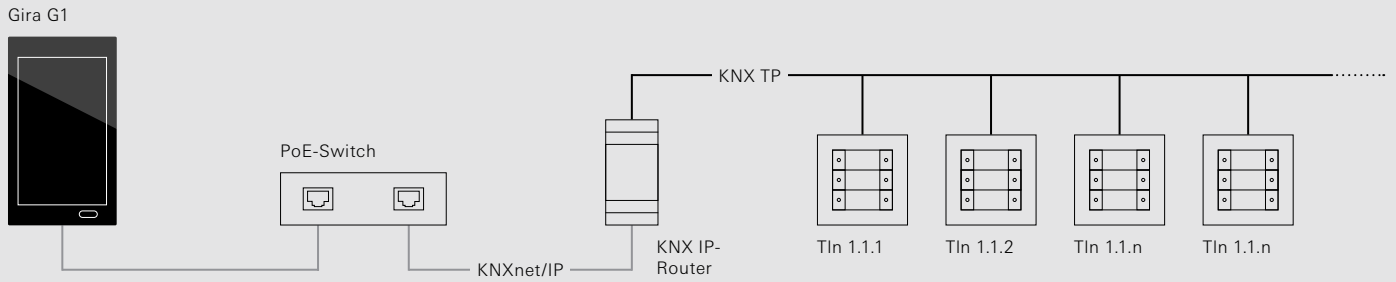 Gira G1
KNX TP
PoE-Switch
KNXnet/IP
KNX IP-
Router
Tln 1.1.1
Tln 1.1.2
Tln 1.1.n
Tln 1.1.n